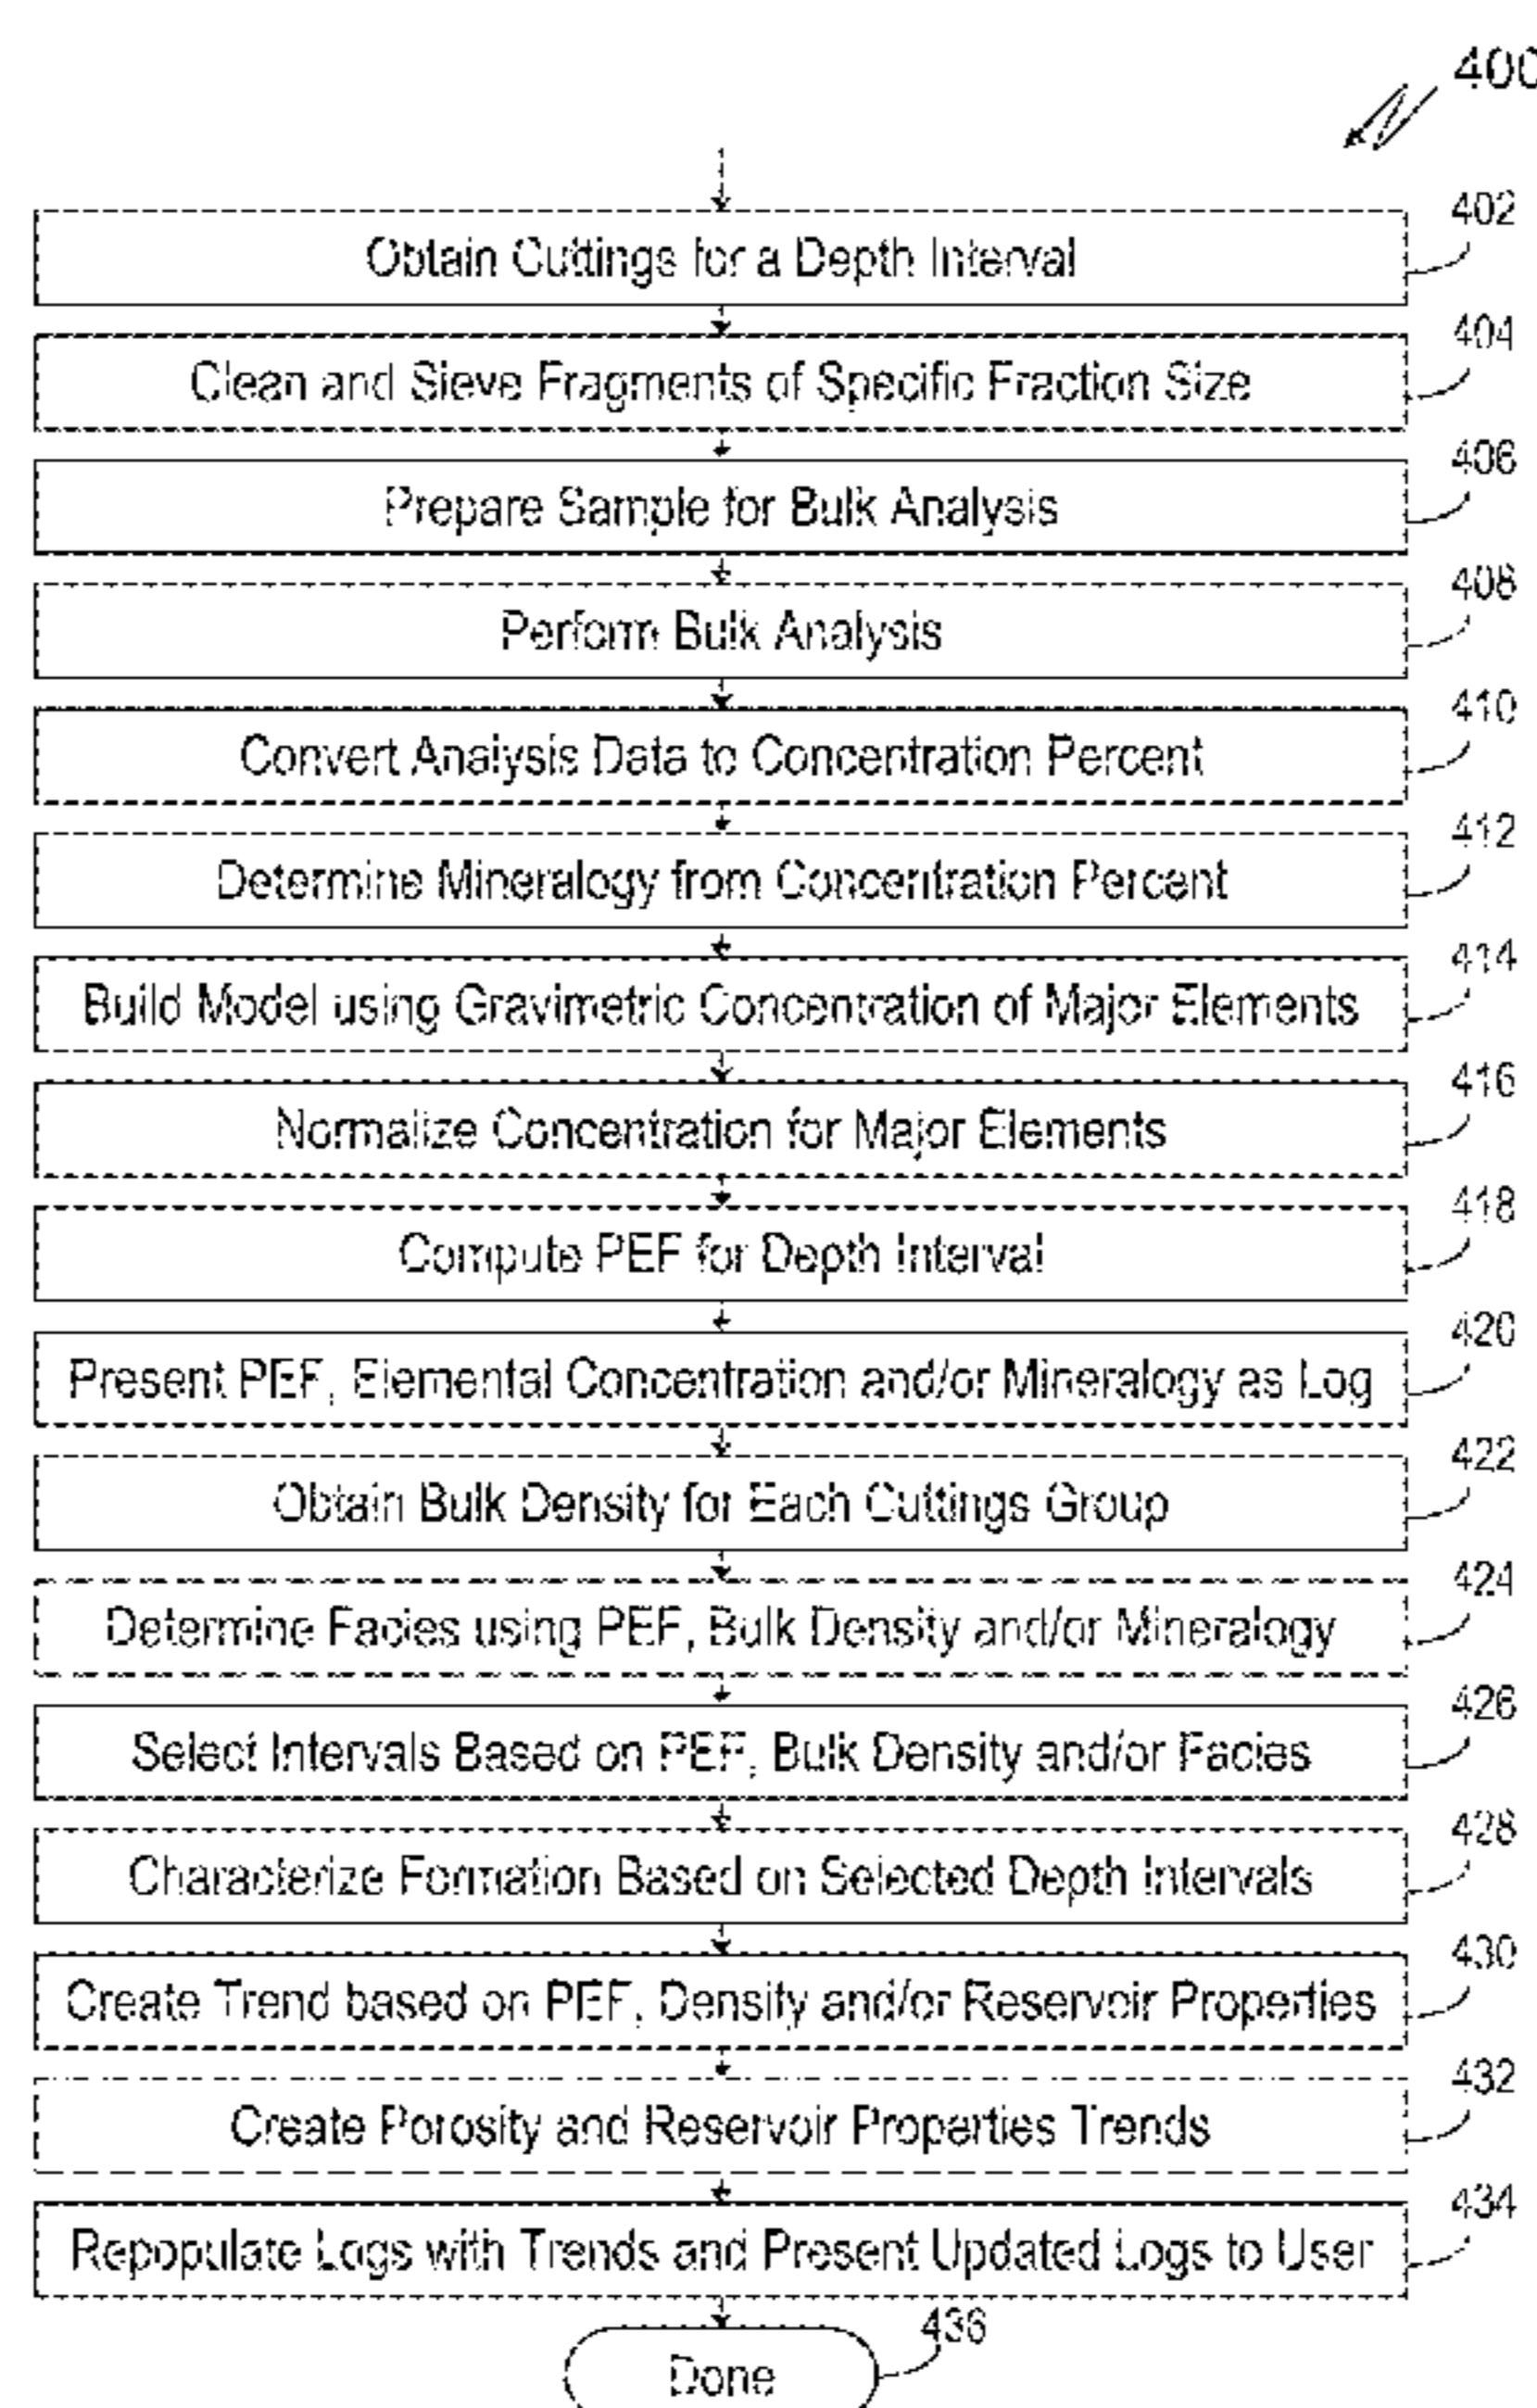 400
402
Obtain Cuttings for a Depth Interval
404
Clean and Sieve Fragments of Specific Fraction Size
406
Prepare Sample for Bulk Analysis
408
Perform Bulk Analysis
410
Convert Analysis Data to Concentration Percent
412
Determine Mineralogy from Concentration Percent
414
Build Model using Gravimetric Concentration of Major Elements
416
Normalize Concentration for Major Elements
418
Compute PEF for Depth Interval
420
Present PEF, Elemental Concentration and/or Mineralogy as Log
422
Obtain Bulk Density for Each Cuttings Group
424
Determine Facies using PEF, Bulk Density and/or Mineralogy
426
Select Intervals Based on PEF, Bulk Density and/or Facies
428
Characterize Formation Based on Selected Depth Intervals
430
Create Trend based on PEF, Density and/or Reservoir Properties
432
Create Porosity and Reservoir Properties Trends
434
Repopulate Logs with Trends and Present Updated Logs to User
436
Done